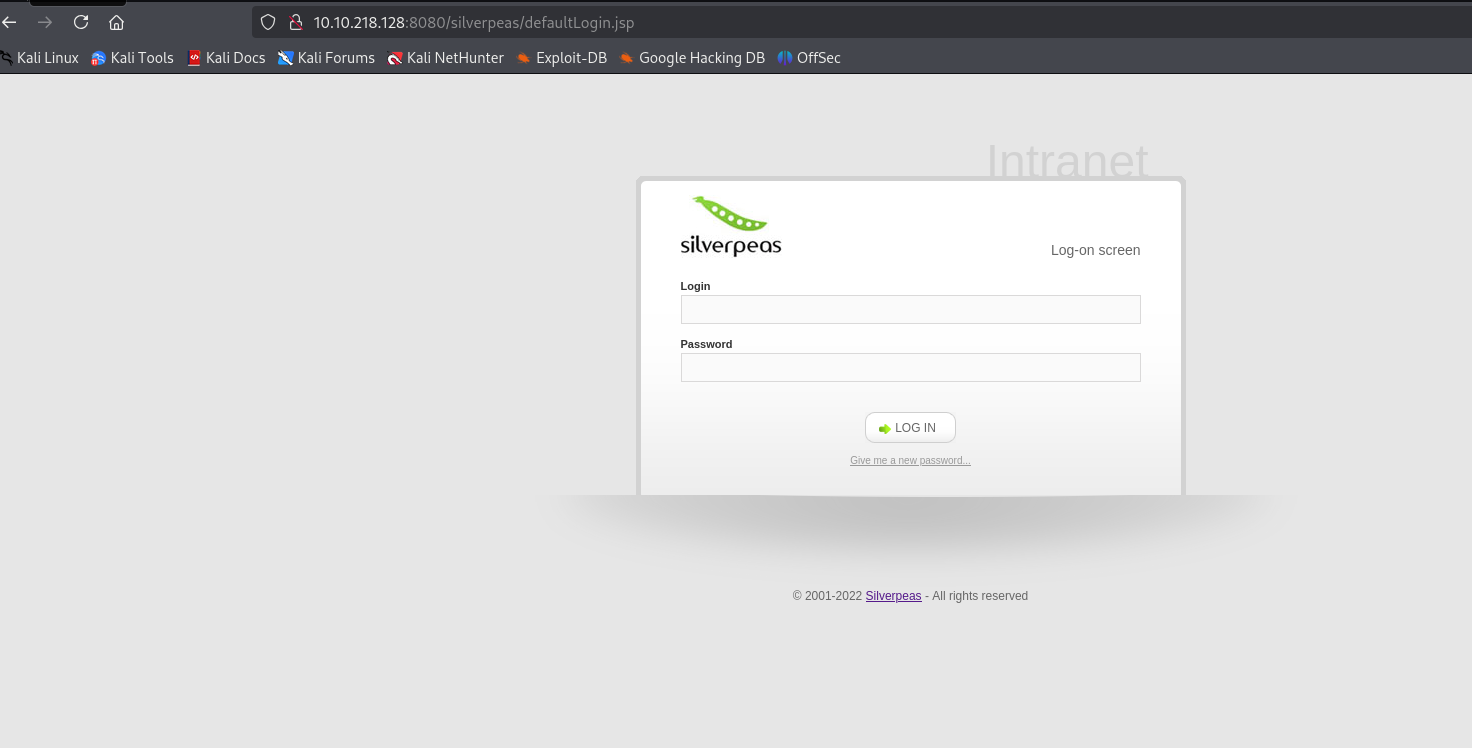 10.10.218.128:8080/silverpeas/defaultLogin.jsp
Kali Linux Kali Tools Kali Docs Kali Forums Kali NetHunter Exploit-DB Google Hacking DB OffSec
Intranet
silverpeas
Log-on screen
Login
Password
LOG IN
Give me a new password...
© 2001-2022 Silverpeas - All rights reserved